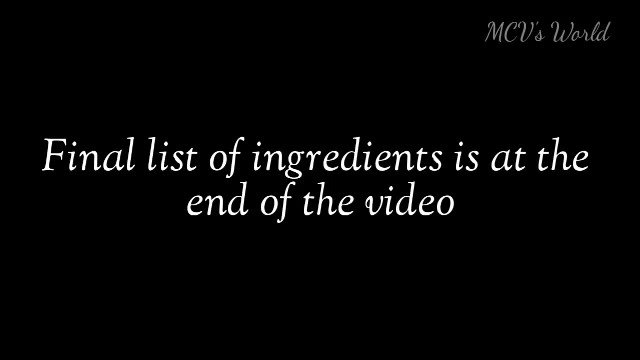 MCV's World
Final list of ingredients is at the
end of the video